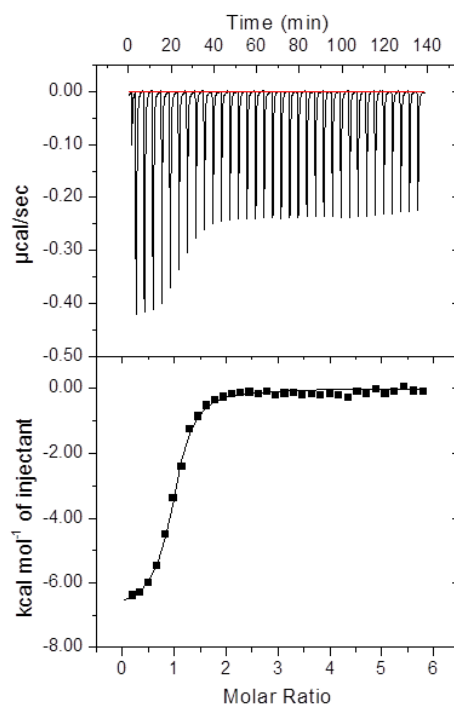 Time (min)
0 20 40 60 80 100 120 140
0.00
-0.10
-0.20
-0.30
-0.40
-0.50
µcal/sec
0.00
-2.00
-4.00
-6.00
-8.00
kcal mol⁻¹ of injectant
0 1 2 3 4 5 6
Molar Ratio